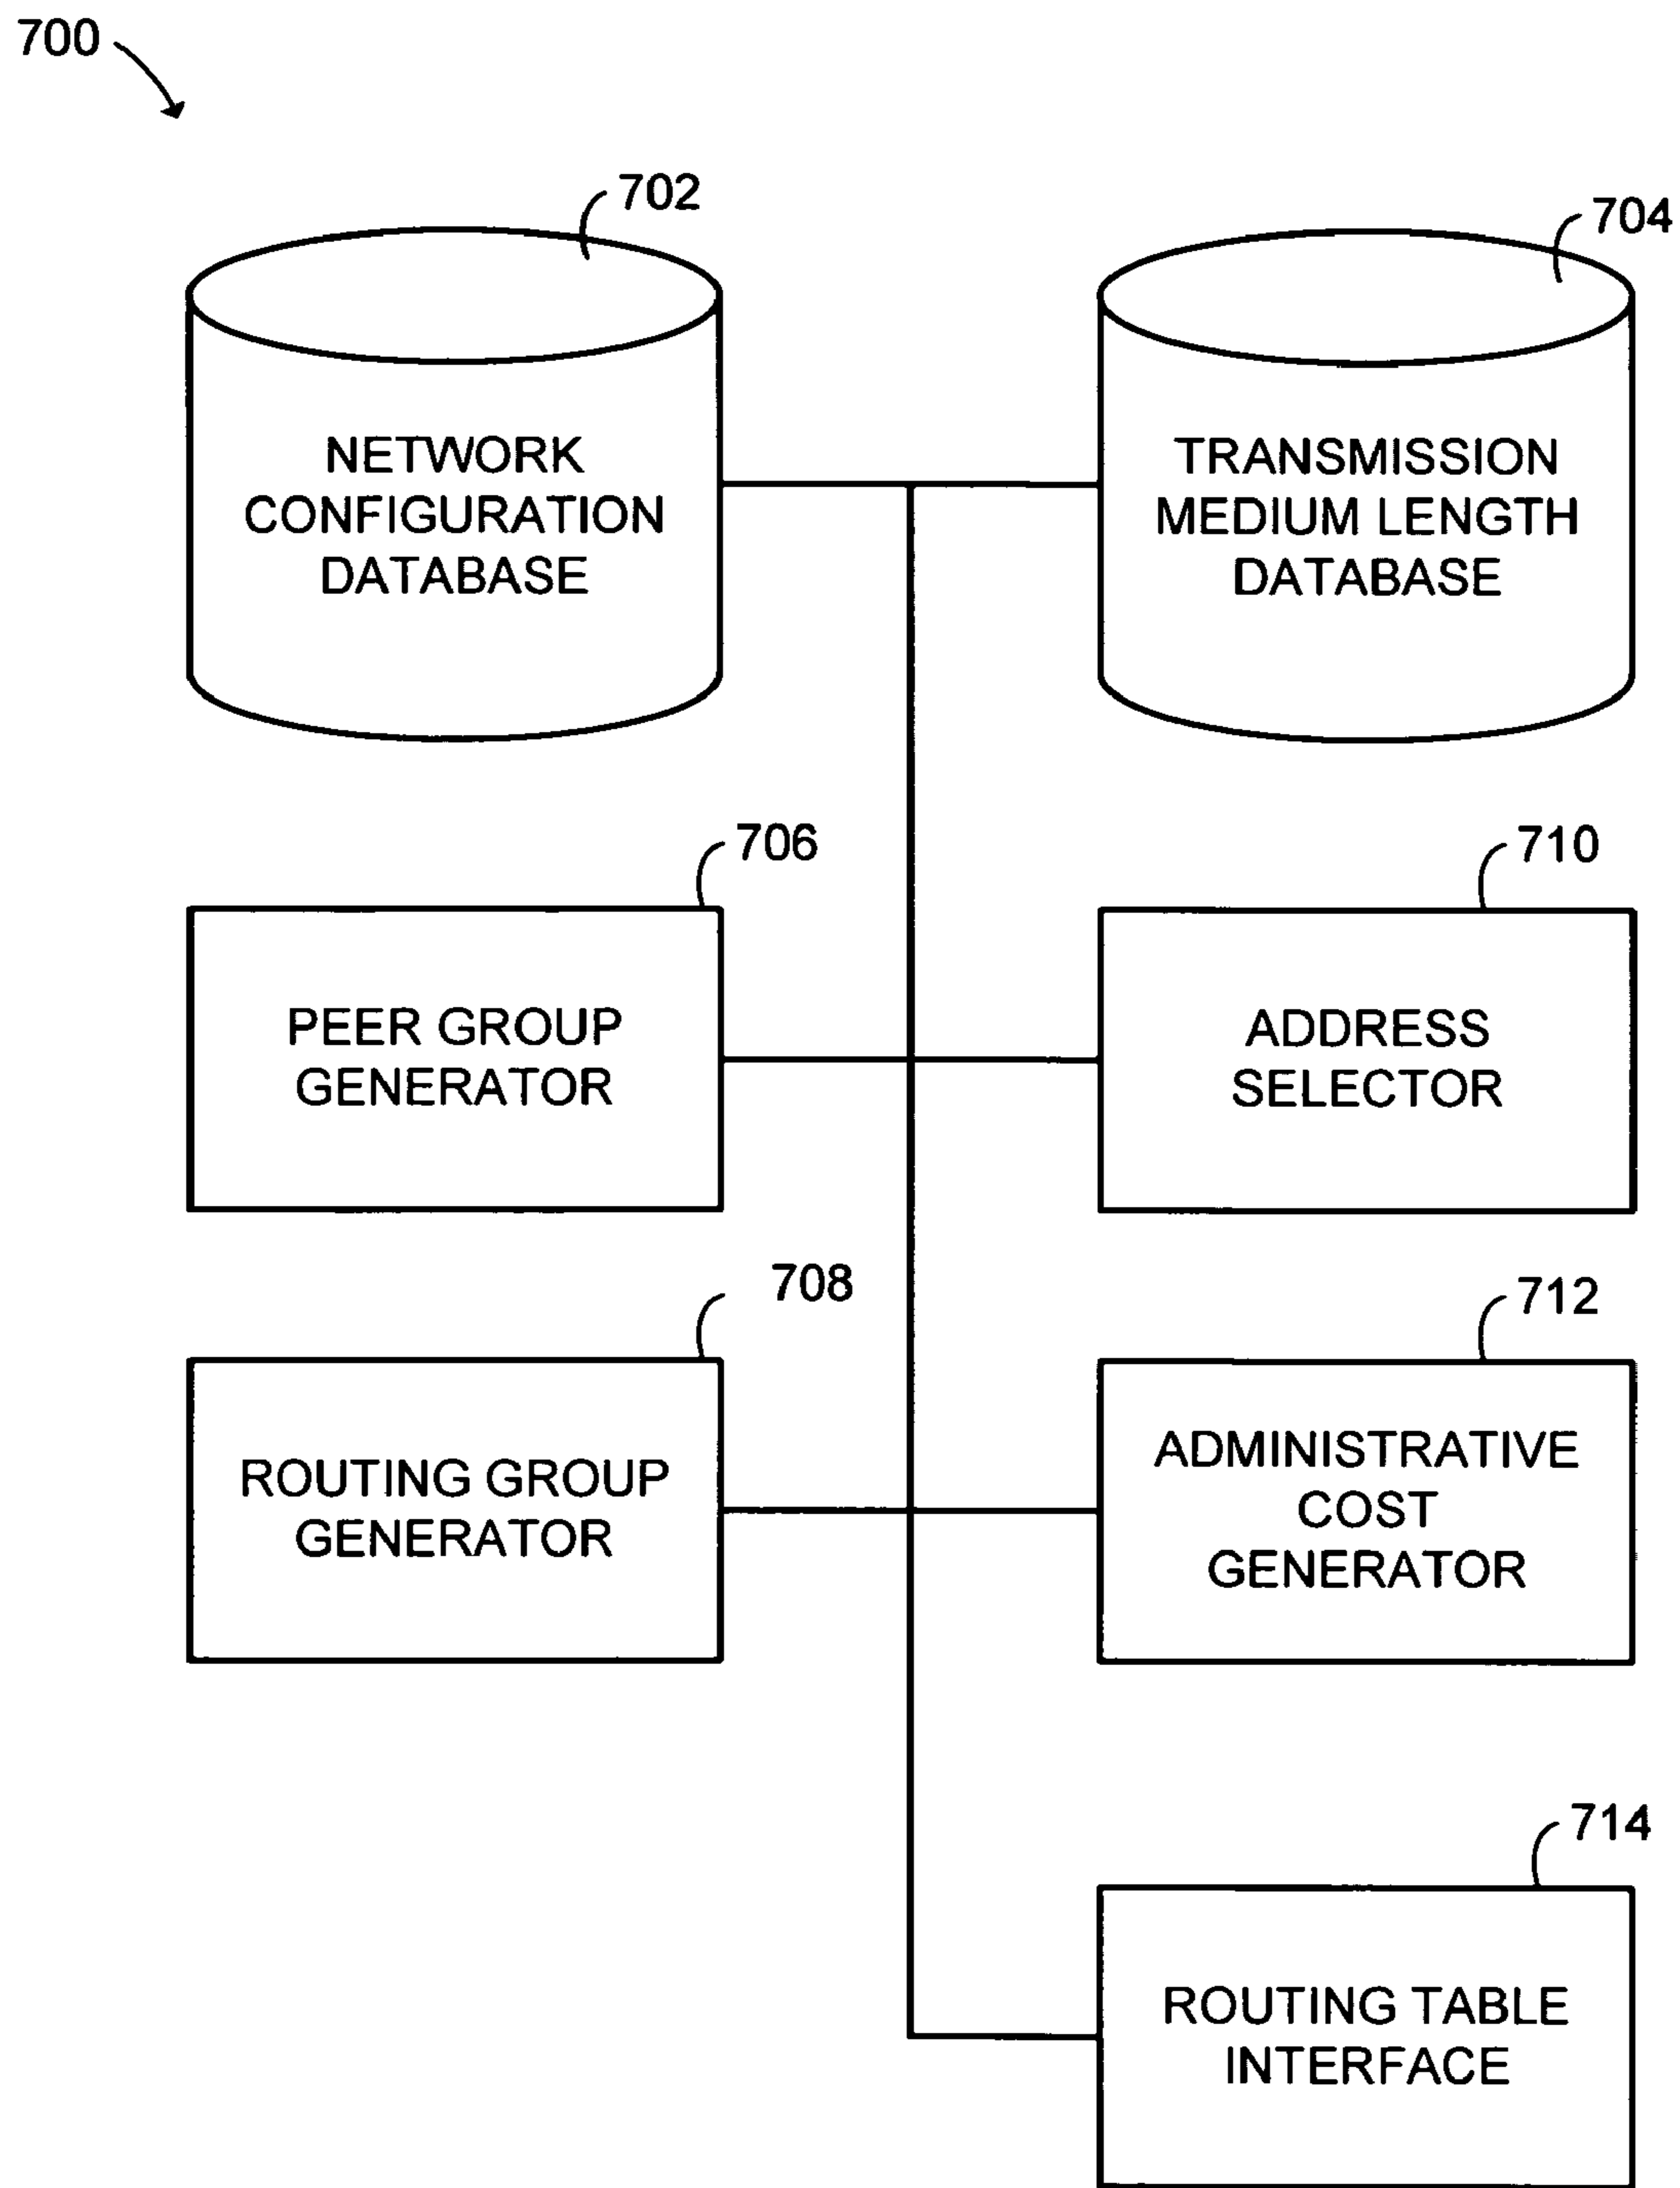 700
702
704
NETWORK
CONFIGURATION
DATABASE
TRANSMISSION
MEDIUM LENGTH
DATABASE
706
710
PEER GROUP
GENERATOR
ADDRESS
SELECTOR
708
712
ROUTING GROUP
GENERATOR
ADMINISTRATIVE
COST
GENERATOR
714
ROUTING TABLE
INTERFACE